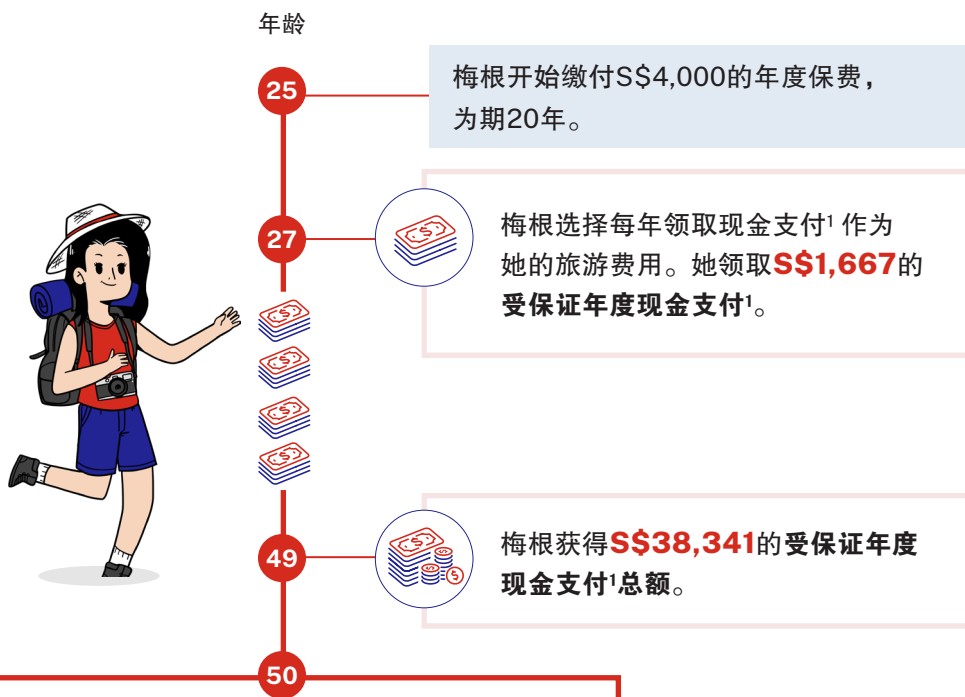 年龄
25
梅根开始缴付S$4,000的年度保费，
为期20年。
27
梅根选择每年领取现金支付¹ 作为
她的旅游费用。她领取S$1,667的
受保证年度现金支付¹。
49
梅根获得S$38,341的受保证年度
现金支付¹总额。
50